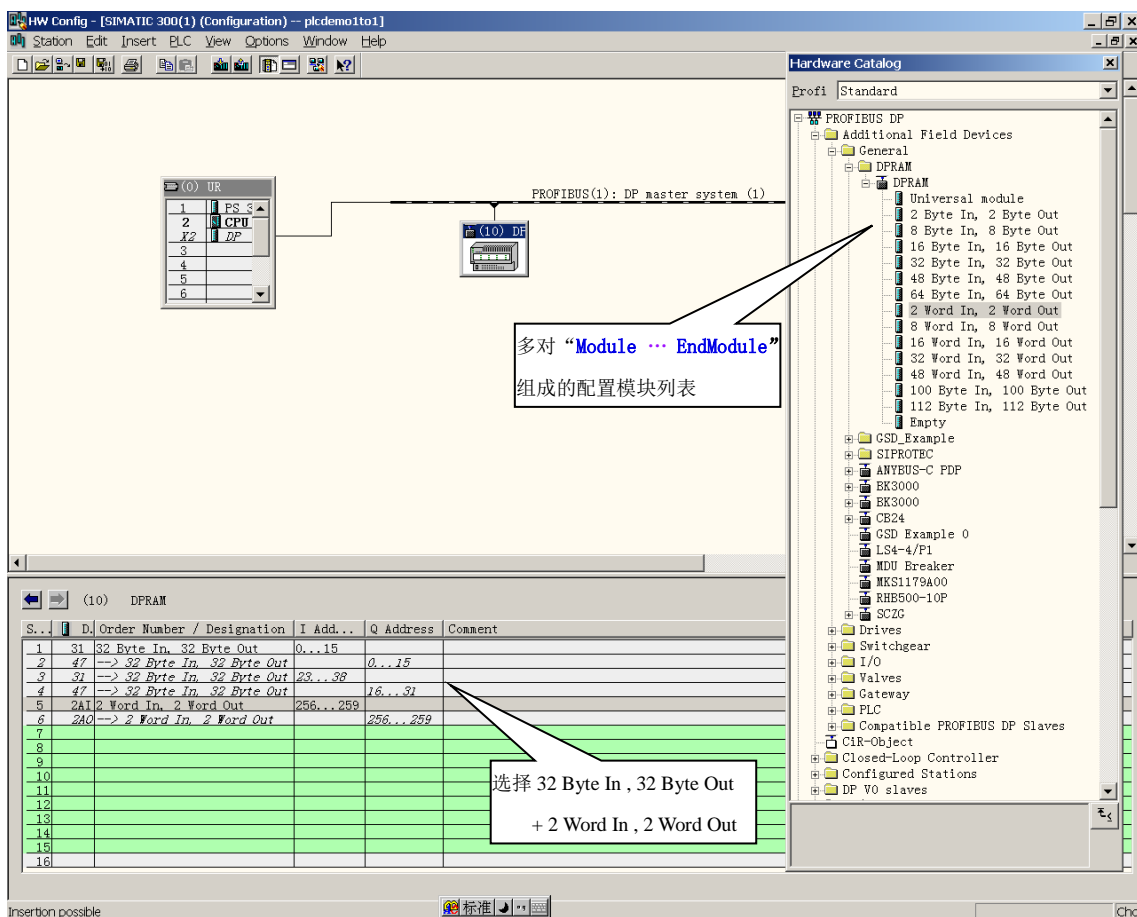 HW Config - [SIMATIC 300(1) (Configuration) -- plcdemo1to1]
Station Edit Insert PLC View Options Window Help
Hardware Catalog
Profi Standard
PROFIBUS DP
Additional Field Devices
General
DPRAM
DPRAM
Universal module
2 Byte In, 2 Byte Out
8 Byte In, 8 Byte Out
16 Byte In, 16 Byte Out
32 Byte In, 32 Byte Out
48 Byte In, 48 Byte Out
64 Byte In, 64 Byte Out
2 Word In, 2 Word Out
8 Word In, 8 Word Out
16 Word In, 16 Word Out
32 Word In, 32 Word Out
48 Word In, 48 Word Out
100 Byte In, 100 Byte Out
112 Byte In, 112 Byte Out
Empty
GSD_Example
SIPROTEC
ANYBUS-C PDP
BK3000
BK3000
CB24
GSD Example 0
LS4-4/P1
MDU Breaker
MKS1179A00
RHB500-10P
SCZG
Drives
Switchgear
I/O
Valves
Gateway
PLC
Compatible PROFIBUS DP Slaves
CiR-Object
Closed-Loop Controller
Configured Stations
DP V0 slaves
(0) UR
1 PS 3
2 CPU
X2 DP
3
4
5
6
PROFIBUS(1): DP master system (1)
(10) DP
多对“Module … EndModule”
组成的配置模块列表
(10) DPRAM
S... D. Order Number / Designation I Add... Q Address Comment
1 31 32 Byte In, 32 Byte Out 0...15
2 47 --> 32 Byte In, 32 Byte Out 0...15
3 31 --> 32 Byte In, 32 Byte Out 23...38
4 47 --> 32 Byte In, 32 Byte Out 16...31
5 2AI 2 Word In, 2 Word Out 256...259
6 2AO --> 2 Word In, 2 Word Out 256...259
7
8
9
10
11
12
13
14
15
16
选择 32 Byte In , 32 Byte Out
+ 2 Word In , 2 Word Out
Insertion possible
标准
Chg